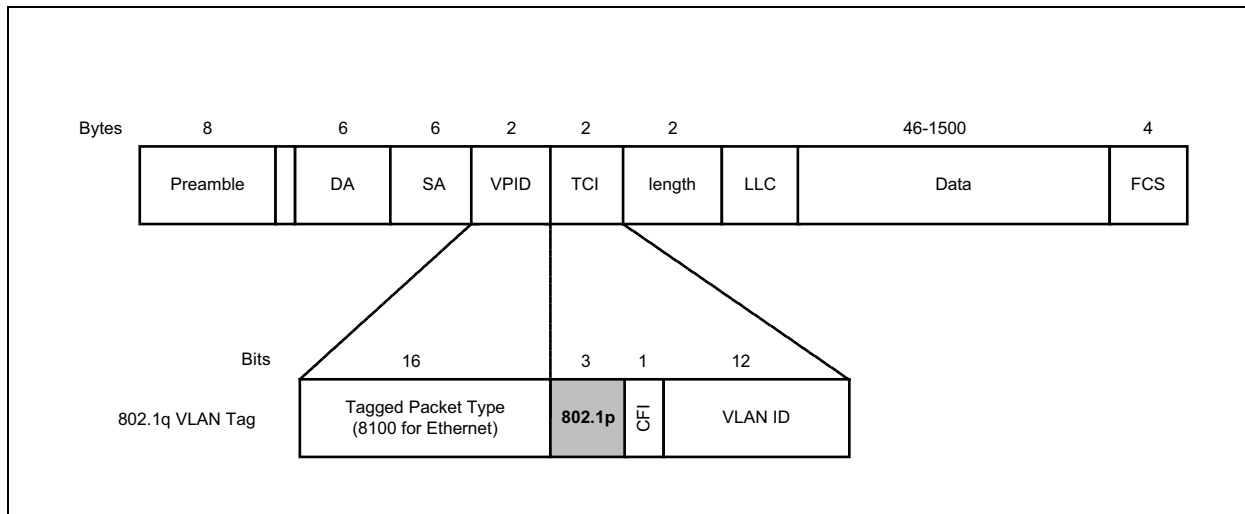 Bytes 8 6 6 2 2 2 46-1500 4
Preamble DA SA VPID TCI length LLC Data FCS
Bits 16 3 1 12
802.1q VLAN Tag Tagged Packet Type (8100 for Ethernet) 802.1p CFI VLAN ID